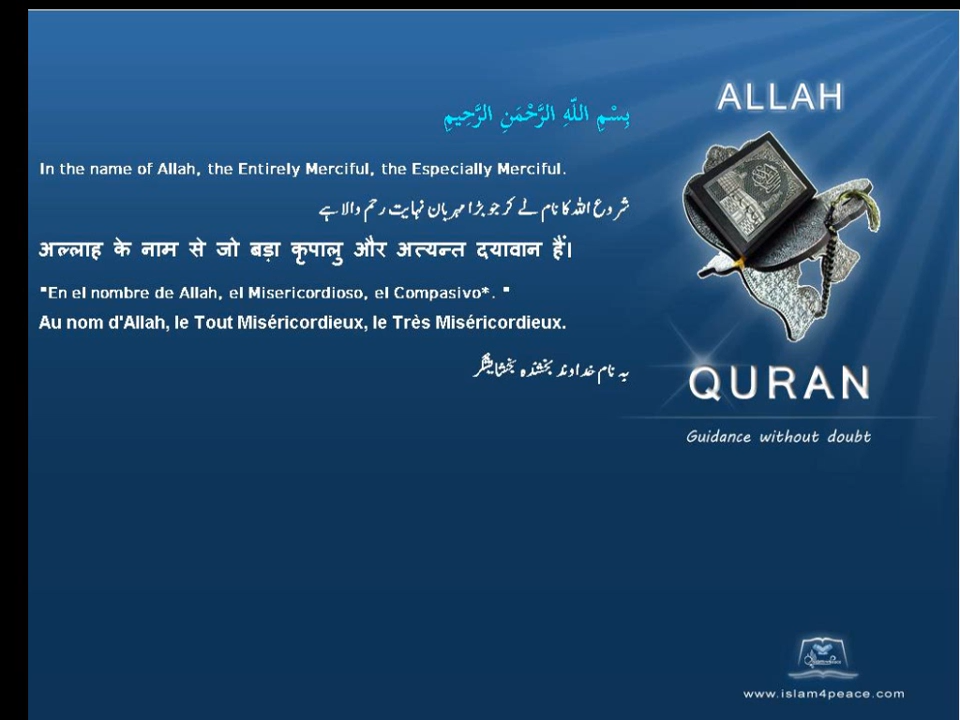 بِسْمِ اللّهِ الرَّحْمَنِ الرَّحِيمِ
In the name of Allah, the Entirely Merciful, the Especially Merciful.
شروع اللہ کا نام لے کر جو بڑا مہربان نہایت رحم والا ہے
अल्लाह के नाम से जो बड़ा कृपालु और अत्यन्त दयावान हैं।
"En el nombre de Allah, el Misericordioso, el Compasivo*. "
Au nom d'Allah, le Tout Miséricordieux, le Très Miséricordieux.
به نام خداوند بخشنده بخشایشگر
ALLAH
QURAN
Guidance without doubt
www.islam4peace.com